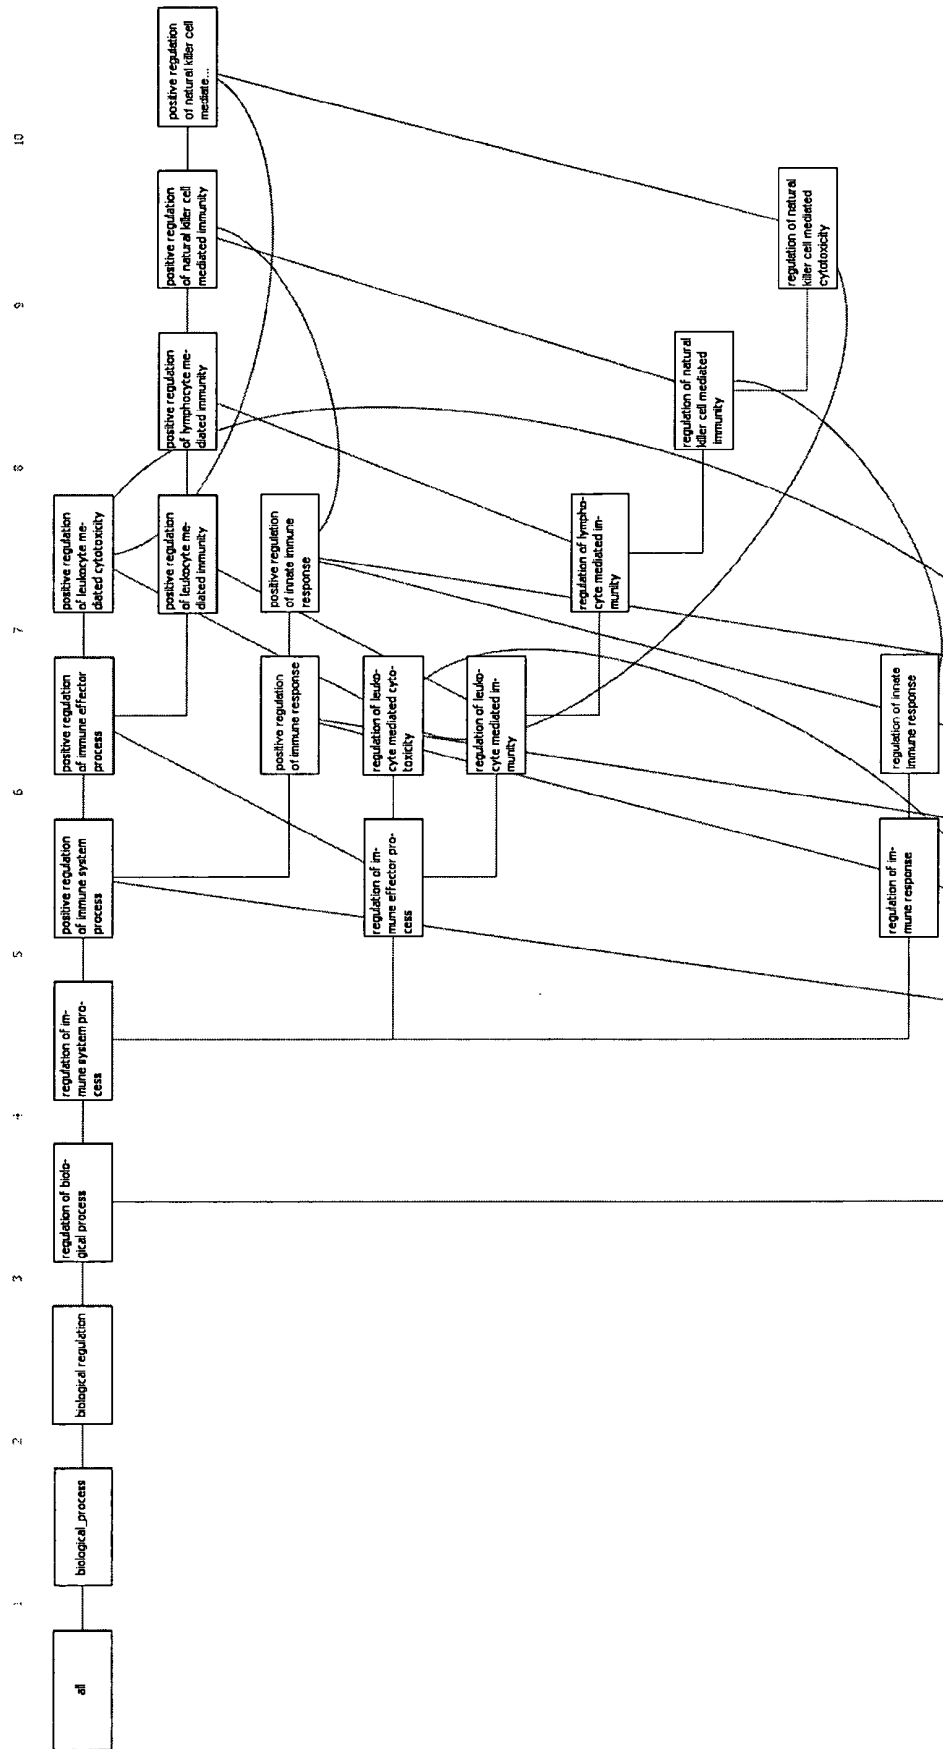 all
1
biological_process
2
biological regulation
3
regulation of biolo-
gical process
4
regulation of im-
mune system pro-
cess
5
positive regulation
of immune system
process
regulation of im-
mune effector pro-
cess
regulation of im-
mune response
6
positive regulation
of immune effector
process
positive regulation
of immune response
regulation of leuko-
cyte mediated cyto-
toxicity
regulation of leuko-
cyte mediated im-
munity
regulation of innate
immune response
7
positive regulation
of leukocyte me-
diated cytotoxicity
positive regulation
of leukocyte me-
diated immunity
positive regulation
of innate immune
response
regulation of lympho-
cyte mediated im-
munity
8
positive regulation
of lymphocyte me-
diated immunity
regulation of natural
killer cell mediated
immunity
9
positive regulation
of natural killer cell
mediated immunity
regulation of natural
killer cell mediated
cytotoxicity
10
positive regulation
of natural killer cell
mediate...